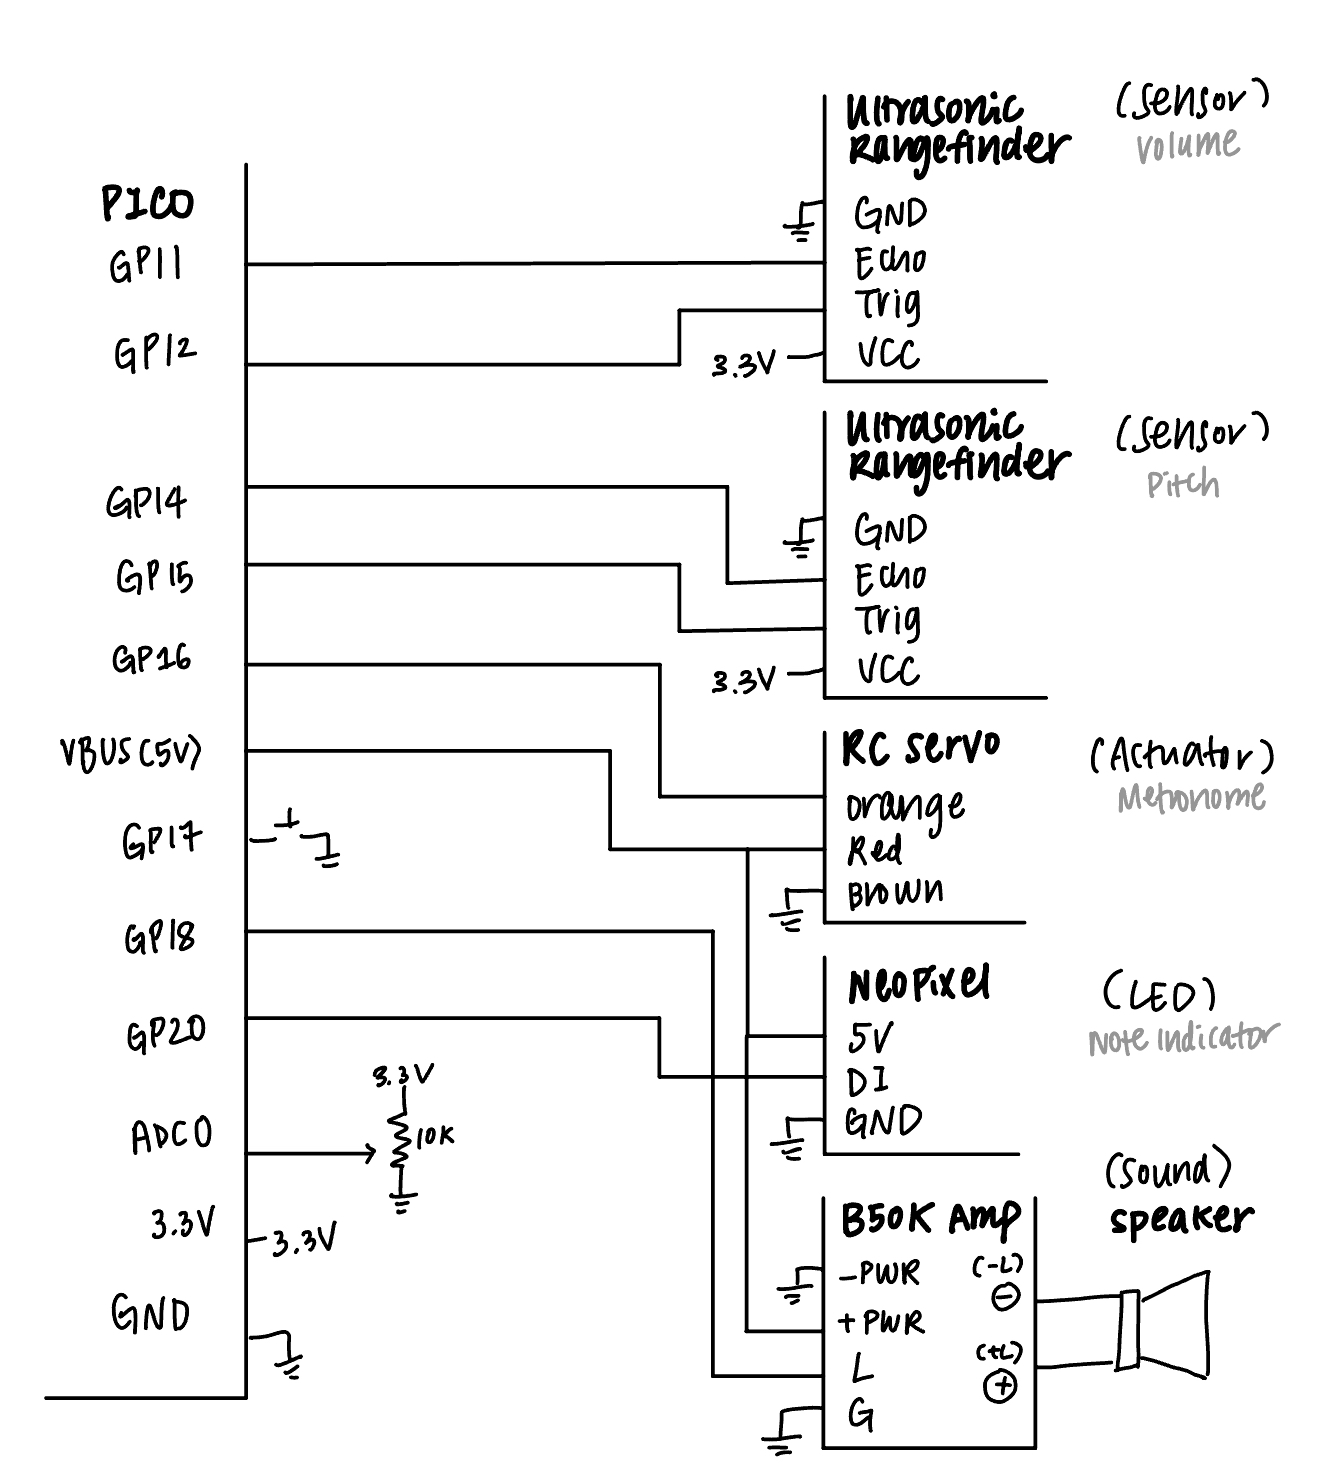 PICO
GP11
GP12
GP14
GP15
GP16
VBUS(5V)
GP17
GP18
GP20
ADC0
3.3V
GND
3.3V
10K
3.3V
Ultrasonic
Rangefinder
GND
Echo
Trig
VCC
3.3V
(Sensor)
Volume
Ultrasonic
Rangefinder
GND
Echo
Trig
VCC
3.3V
(Sensor)
Pitch
RC servo
Orange
Red
Brown
(Actuator)
Metronome
NeoPixel
5V
DI
GND
(LED)
Note Indicator
B50K Amp
-PWR
+PWR
L
G
(-L)
-
(+L)
+
(Sound)
speaker